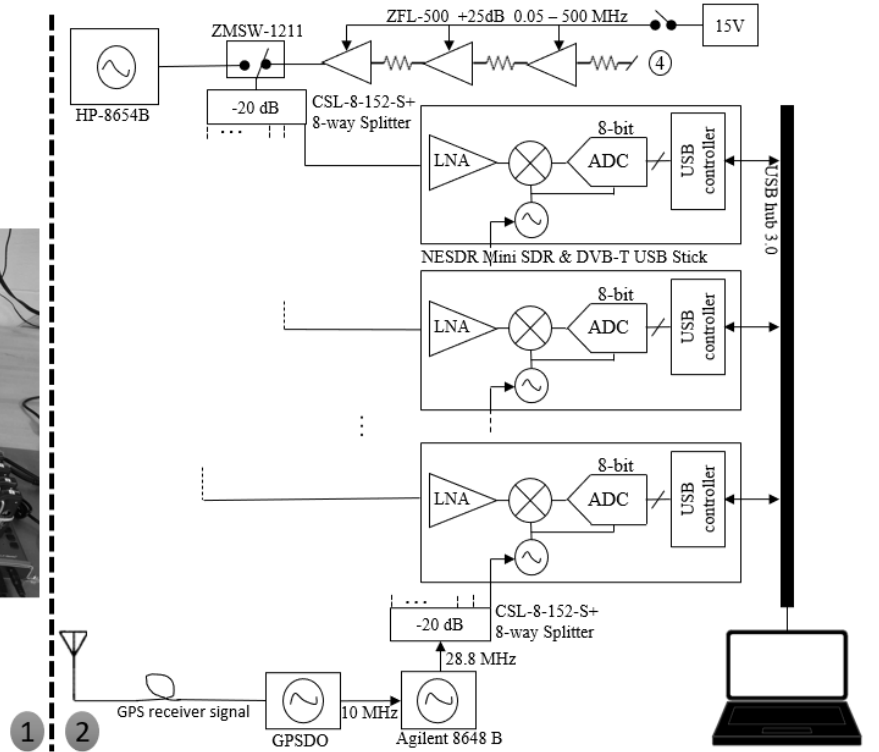 ZFL-500 +25dB 0.05 – 500 MHz
15V
ZMSW-1211
4
HP-8654B
-20 dB
CSL-8-152-S+
8-way Splitter
LNA
8-bit
ADC
USB
controller
USB hub 3.0
NESDR Mini SDR & DVB-T USB Stick
LNA
8-bit
ADC
USB
controller
LNA
8-bit
ADC
USB
controller
-20 dB
CSL-8-152-S+
8-way Splitter
28.8 MHz
GPS receiver signal
10 MHz
GPSDO
Agilent 8648 B
1
2